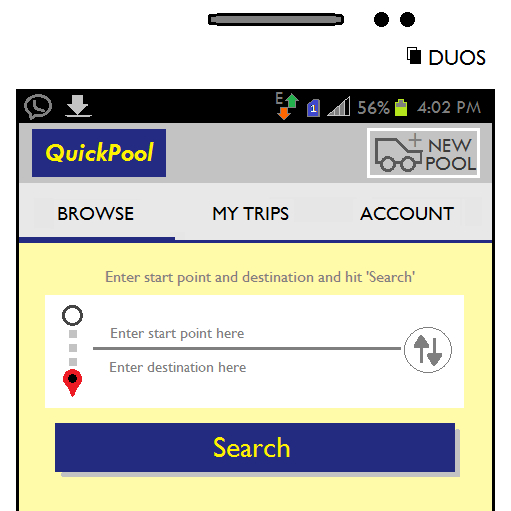 DUOS
E 1 56% 4:02 PM
QuickPool
NEW
POOL
BROWSE MY TRIPS ACCOUNT
Enter start point and destination and hit 'Search'
Enter start point here
Enter destination here
Search